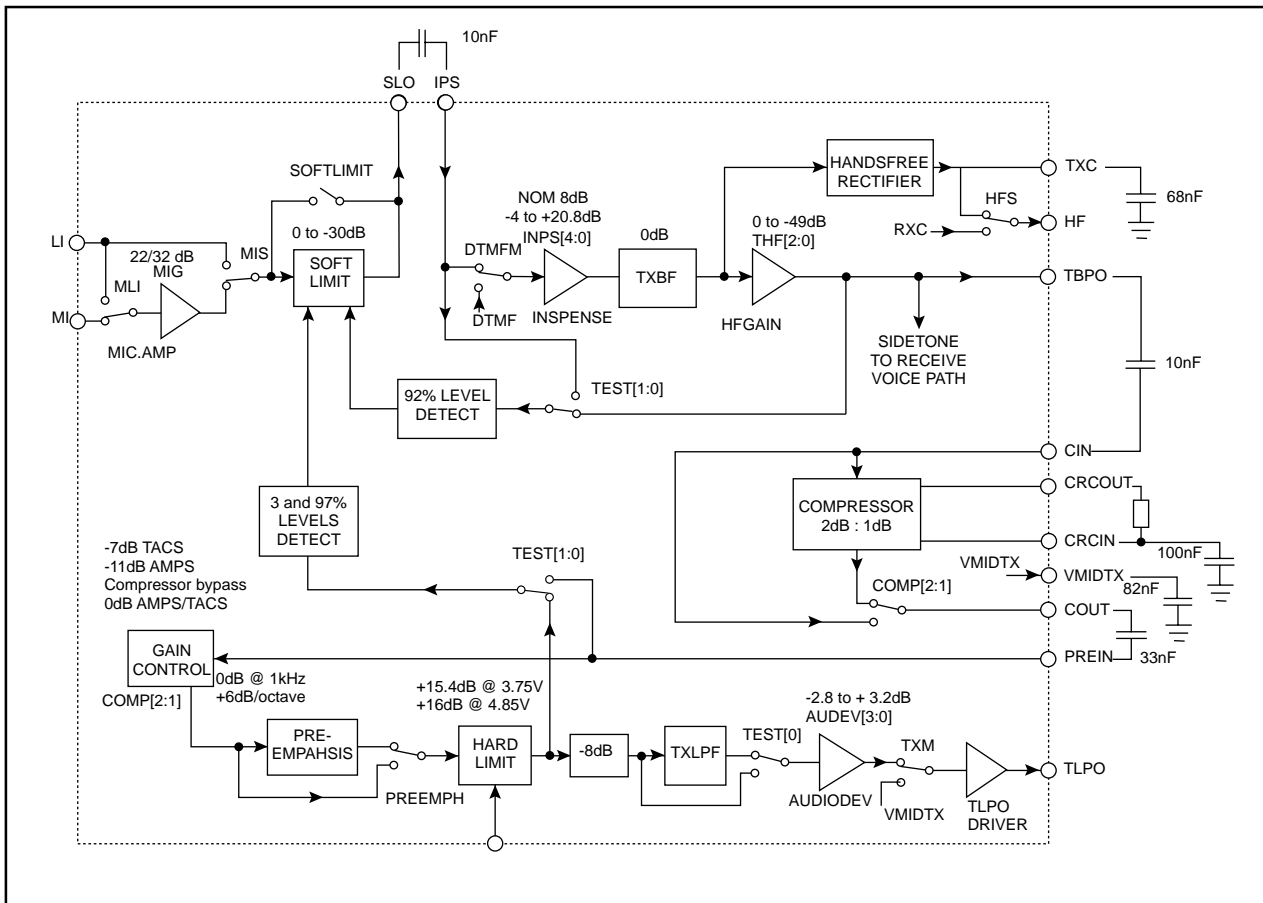 10nF
SLO
IPS
SOFTLIMIT
HANDSFREE
RECTIFIER
TXC
68nF
HFS
HF
RXC
NOM 8dB
-4 to +20.8dB
INPS[4:0]
0 to -49dB
THF[2:0]
0dB
LI
22/32 dB
MIG
MIS
0 to -30dB
SOFT
LIMIT
DTMFM
TXBF
TBPO
MLI
MI
MIC.AMP
DTMF
INSPENSE
HFGAIN
SIDETONE
TO RECEIVE
VOICE PATH
10nF
92% LEVEL
DETECT
TEST[1:0]
CIN
COMPRESSOR
2dB : 1dB
CRCOUT
CRCIN
100nF
3 and 97%
LEVELS
DETECT
-7dB TACS
-11dB AMPS
Compressor bypass
0dB AMPS/TACS
TEST[1:0]
VMIDTX
VMIDTX
82nF
COMP[2:1]
COUT
33nF
PREIN
GAIN
CONTROL
COMP[2:1]
0dB @ 1kHz
+6dB/octave
+15.4dB @ 3.75V
+16dB @ 4.85V
-2.8 to + 3.2dB
AUDEV[3:0]
PRE-
EMPAHSIS
HARD
LIMIT
-8dB
TXLPF
TEST[0]
TXM
TLPO
PREEMPH
AUDIODEV
VMIDTX
TLPO
DRIVER